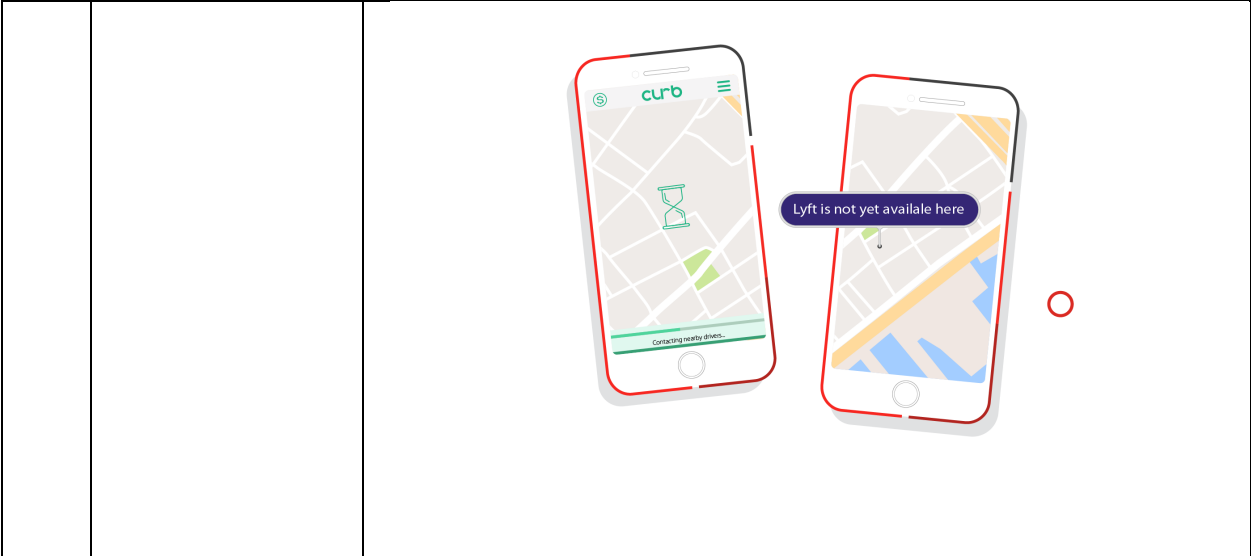 curb
Contacting nearby drivers...
Lyft is not yet availale here